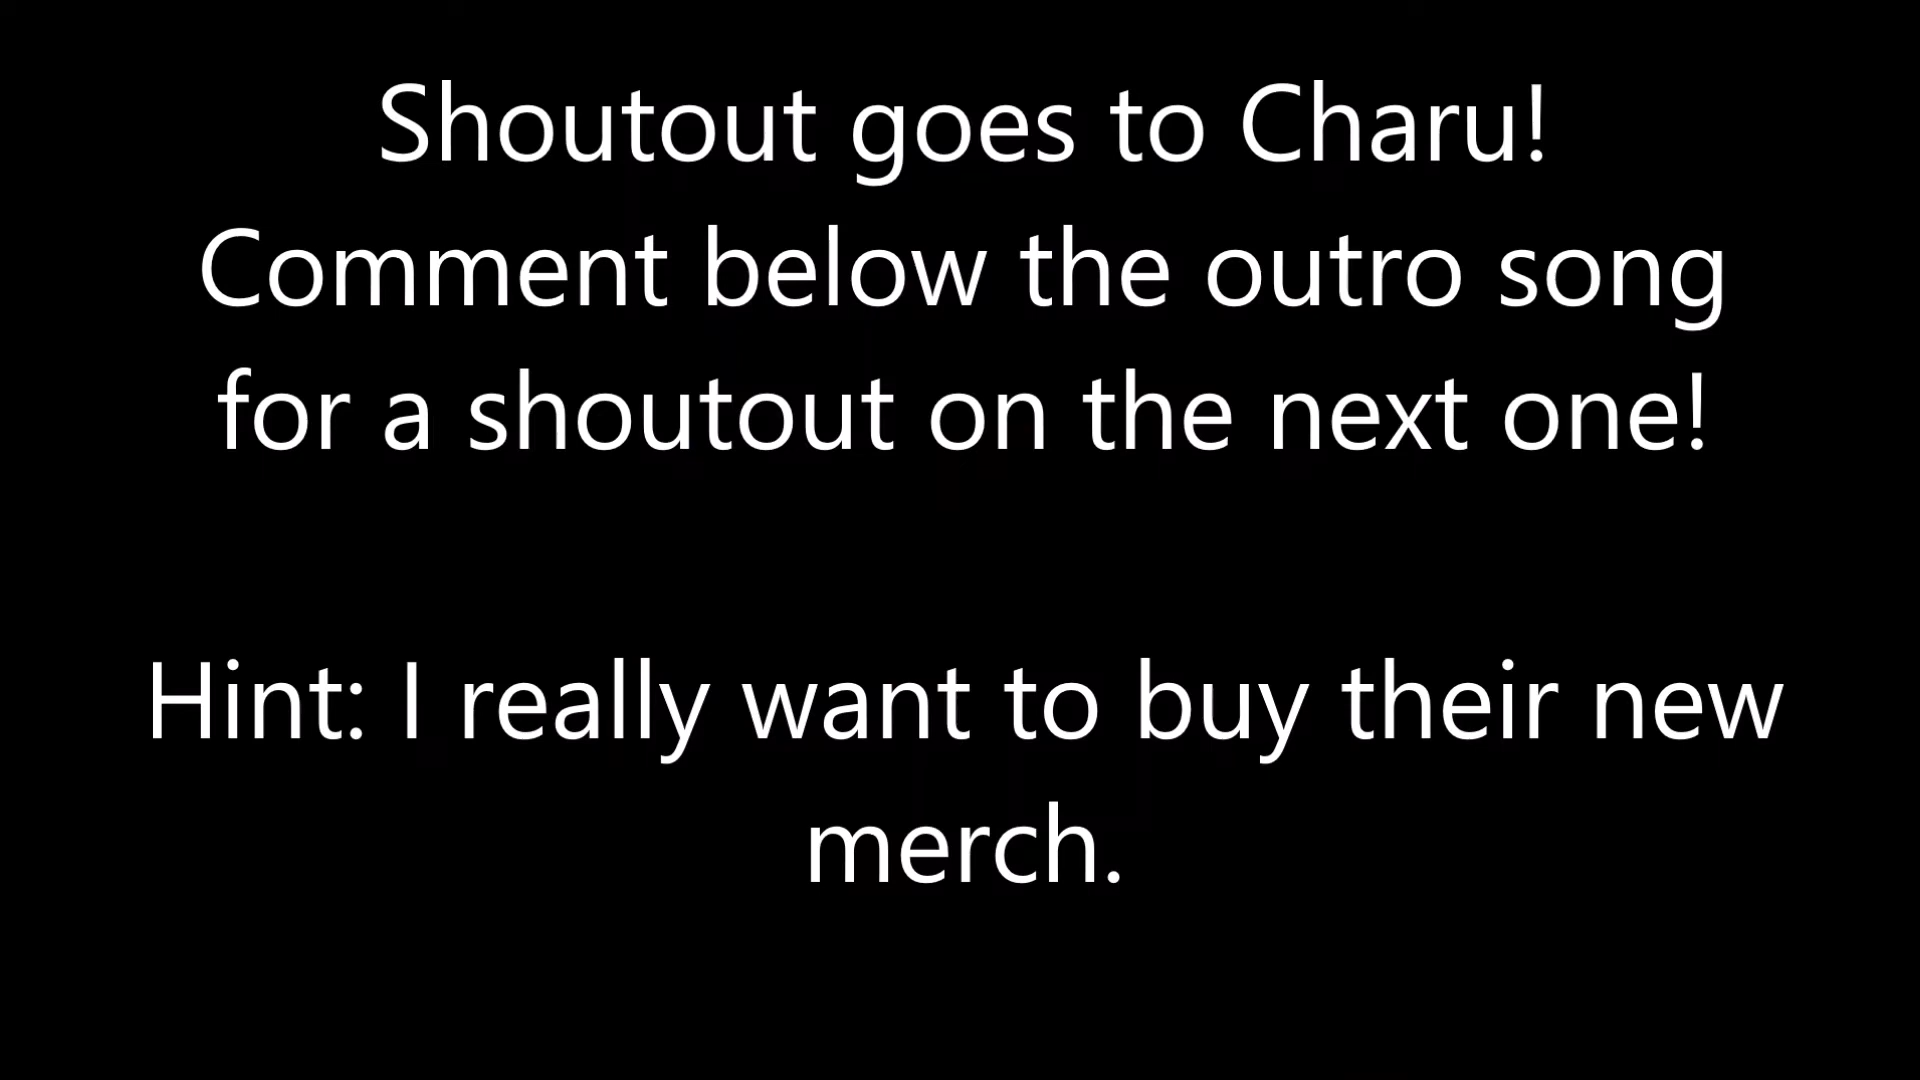 Shoutout goes to Charu!
Comment below the outro song
for a shoutout on the next one!
Hint: I really want to buy their new
merch.